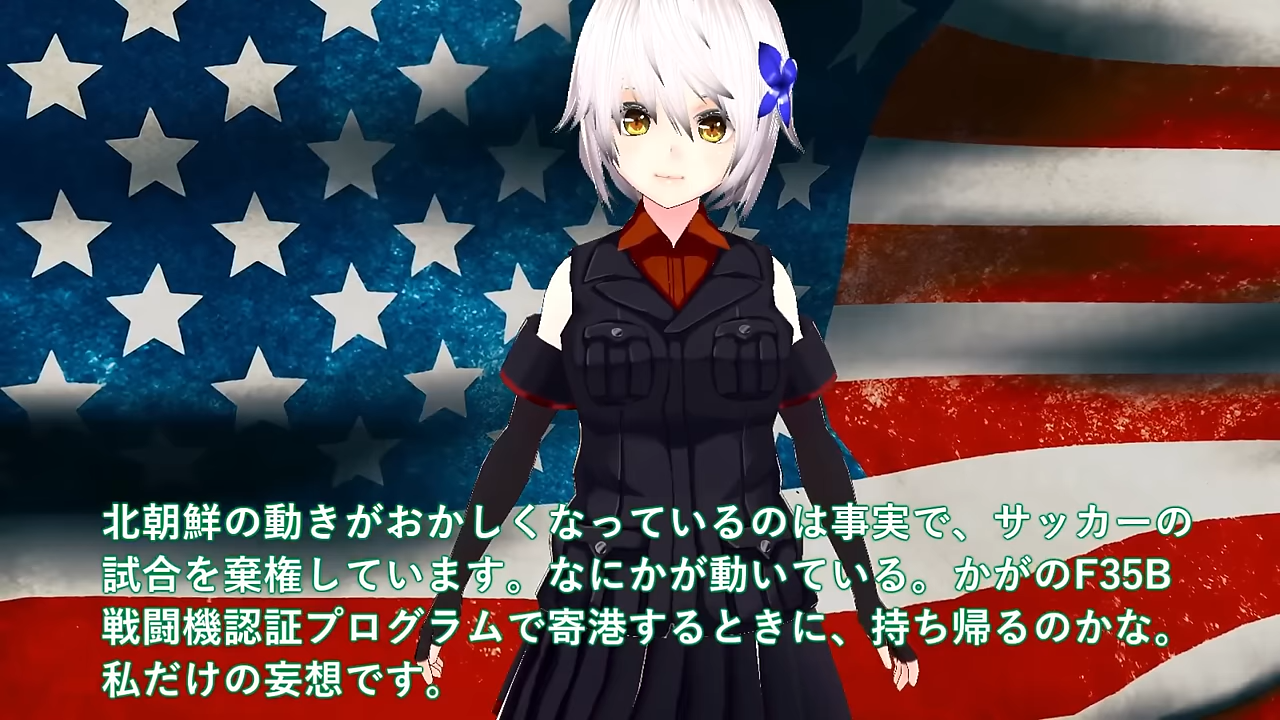 北朝鮮の動きがおかしくなっているのは事実で、サッカーの
試合を棄権しています。なにかが動いている。かがのF35B
戦闘機認証プログラムで寄港するときに、持ち帰るのかな。
私だけの妄想です。